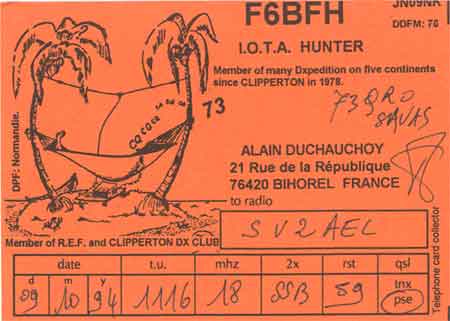 F6BFH
JN09NK
DDFM: 76
I.O.T.A. HUNTER
Member of many Dxpedition on five continents
since CLIPPERTON in 1978.
73 QRO
SAVAS
73
COCOCO
ALAIN DUCHAUCHOY
21 Rue de la République
76420 BIHOREL FRANCE
to radio
SV2AEL
DPF: Normandie.
Member of R.E.F. and CLIPPERTON DX CLUB
Telephone card collector
date t.u. mhz 2x rst qsl
d m y tnx
09 10 94 1116 18 SSB 59 pse